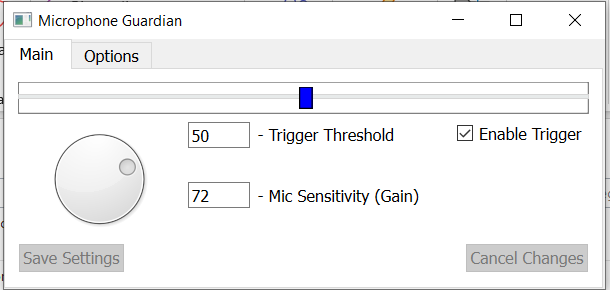 Microphone Guardian
Main
Options
50 - Trigger Threshold
Enable Trigger
72 - Mic Sensitivity (Gain)
Save Settings
Cancel Changes